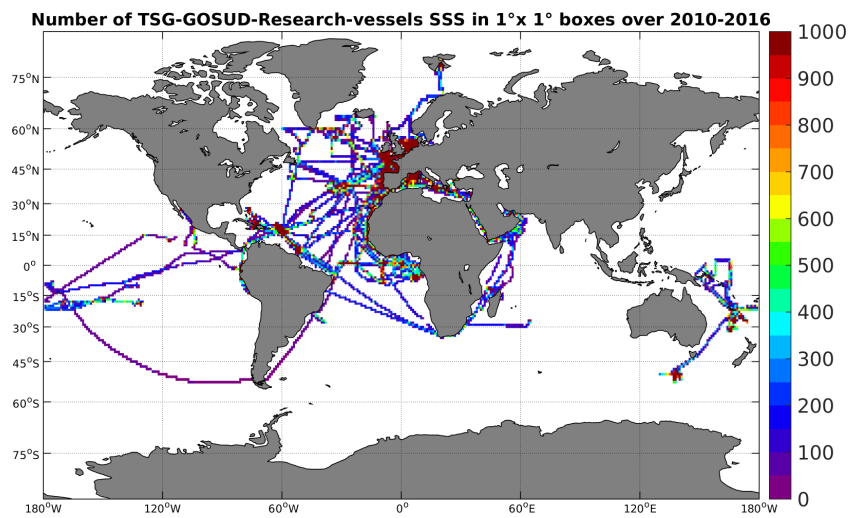 Number of TSG-GOSUD-Research-vessels SSS in 1°x 1° boxes over 2010-2016
1000
900
800
700
600
500
400
300
200
100
0
75°N
60°N
45°N
30°N
15°N
0°
15°S
30°S
45°S
60°S
75°S
180°W 120°W 60°W 0° 60°E 120°E 180°W